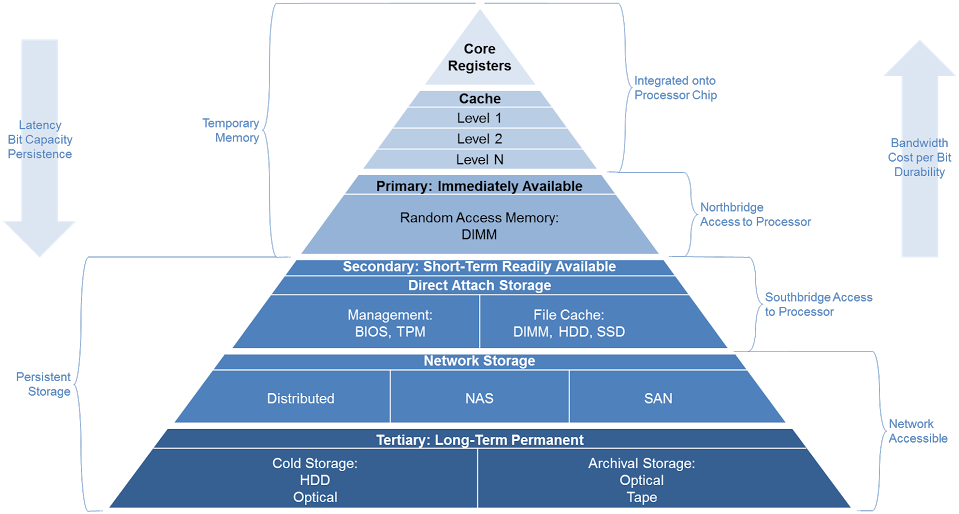 Core
Registers
Cache
Level 1
Level 2
Level N
Primary: Immediately Available
Random Access Memory:
DIMM
Secondary: Short-Term Readily Available
Direct Attach Storage
Management:
BIOS, TPM
File Cache:
DIMM, HDD, SSD
Network Storage
Distributed
NAS
SAN
Tertiary: Long-Term Permanent
Cold Storage:
HDD
Optical
Archival Storage:
Optical
Tape
Latency
Bit Capacity
Persistence
Temporary
Memory
Persistent
Storage
Integrated onto
Processor Chip
Northbridge
Access to Processor
Southbridge Access
to Processor
Network
Accessible
Bandwidth
Cost per Bit
Durability